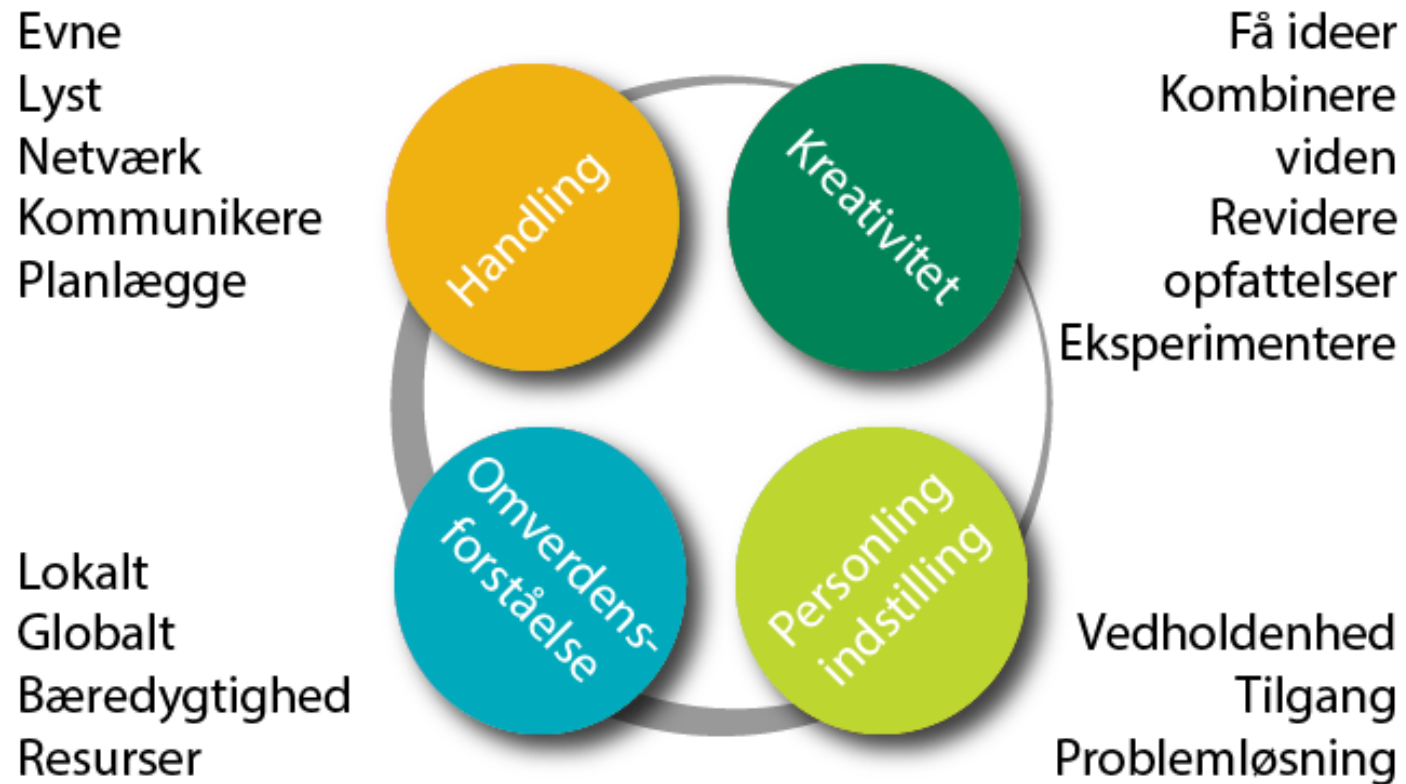 Evne
Lyst
Netværk
Kommunikere
Planlægge
Handling
Kreativitet
Få ideer
Kombinere
viden
Revidere
opfattelser
Eksperimentere
Omverdens-
forståelse
Lokalt
Globalt
Bæredygtighed
Resurser
Personling
indstilling
Vedholdenhed
Tilgang
Problemløsning